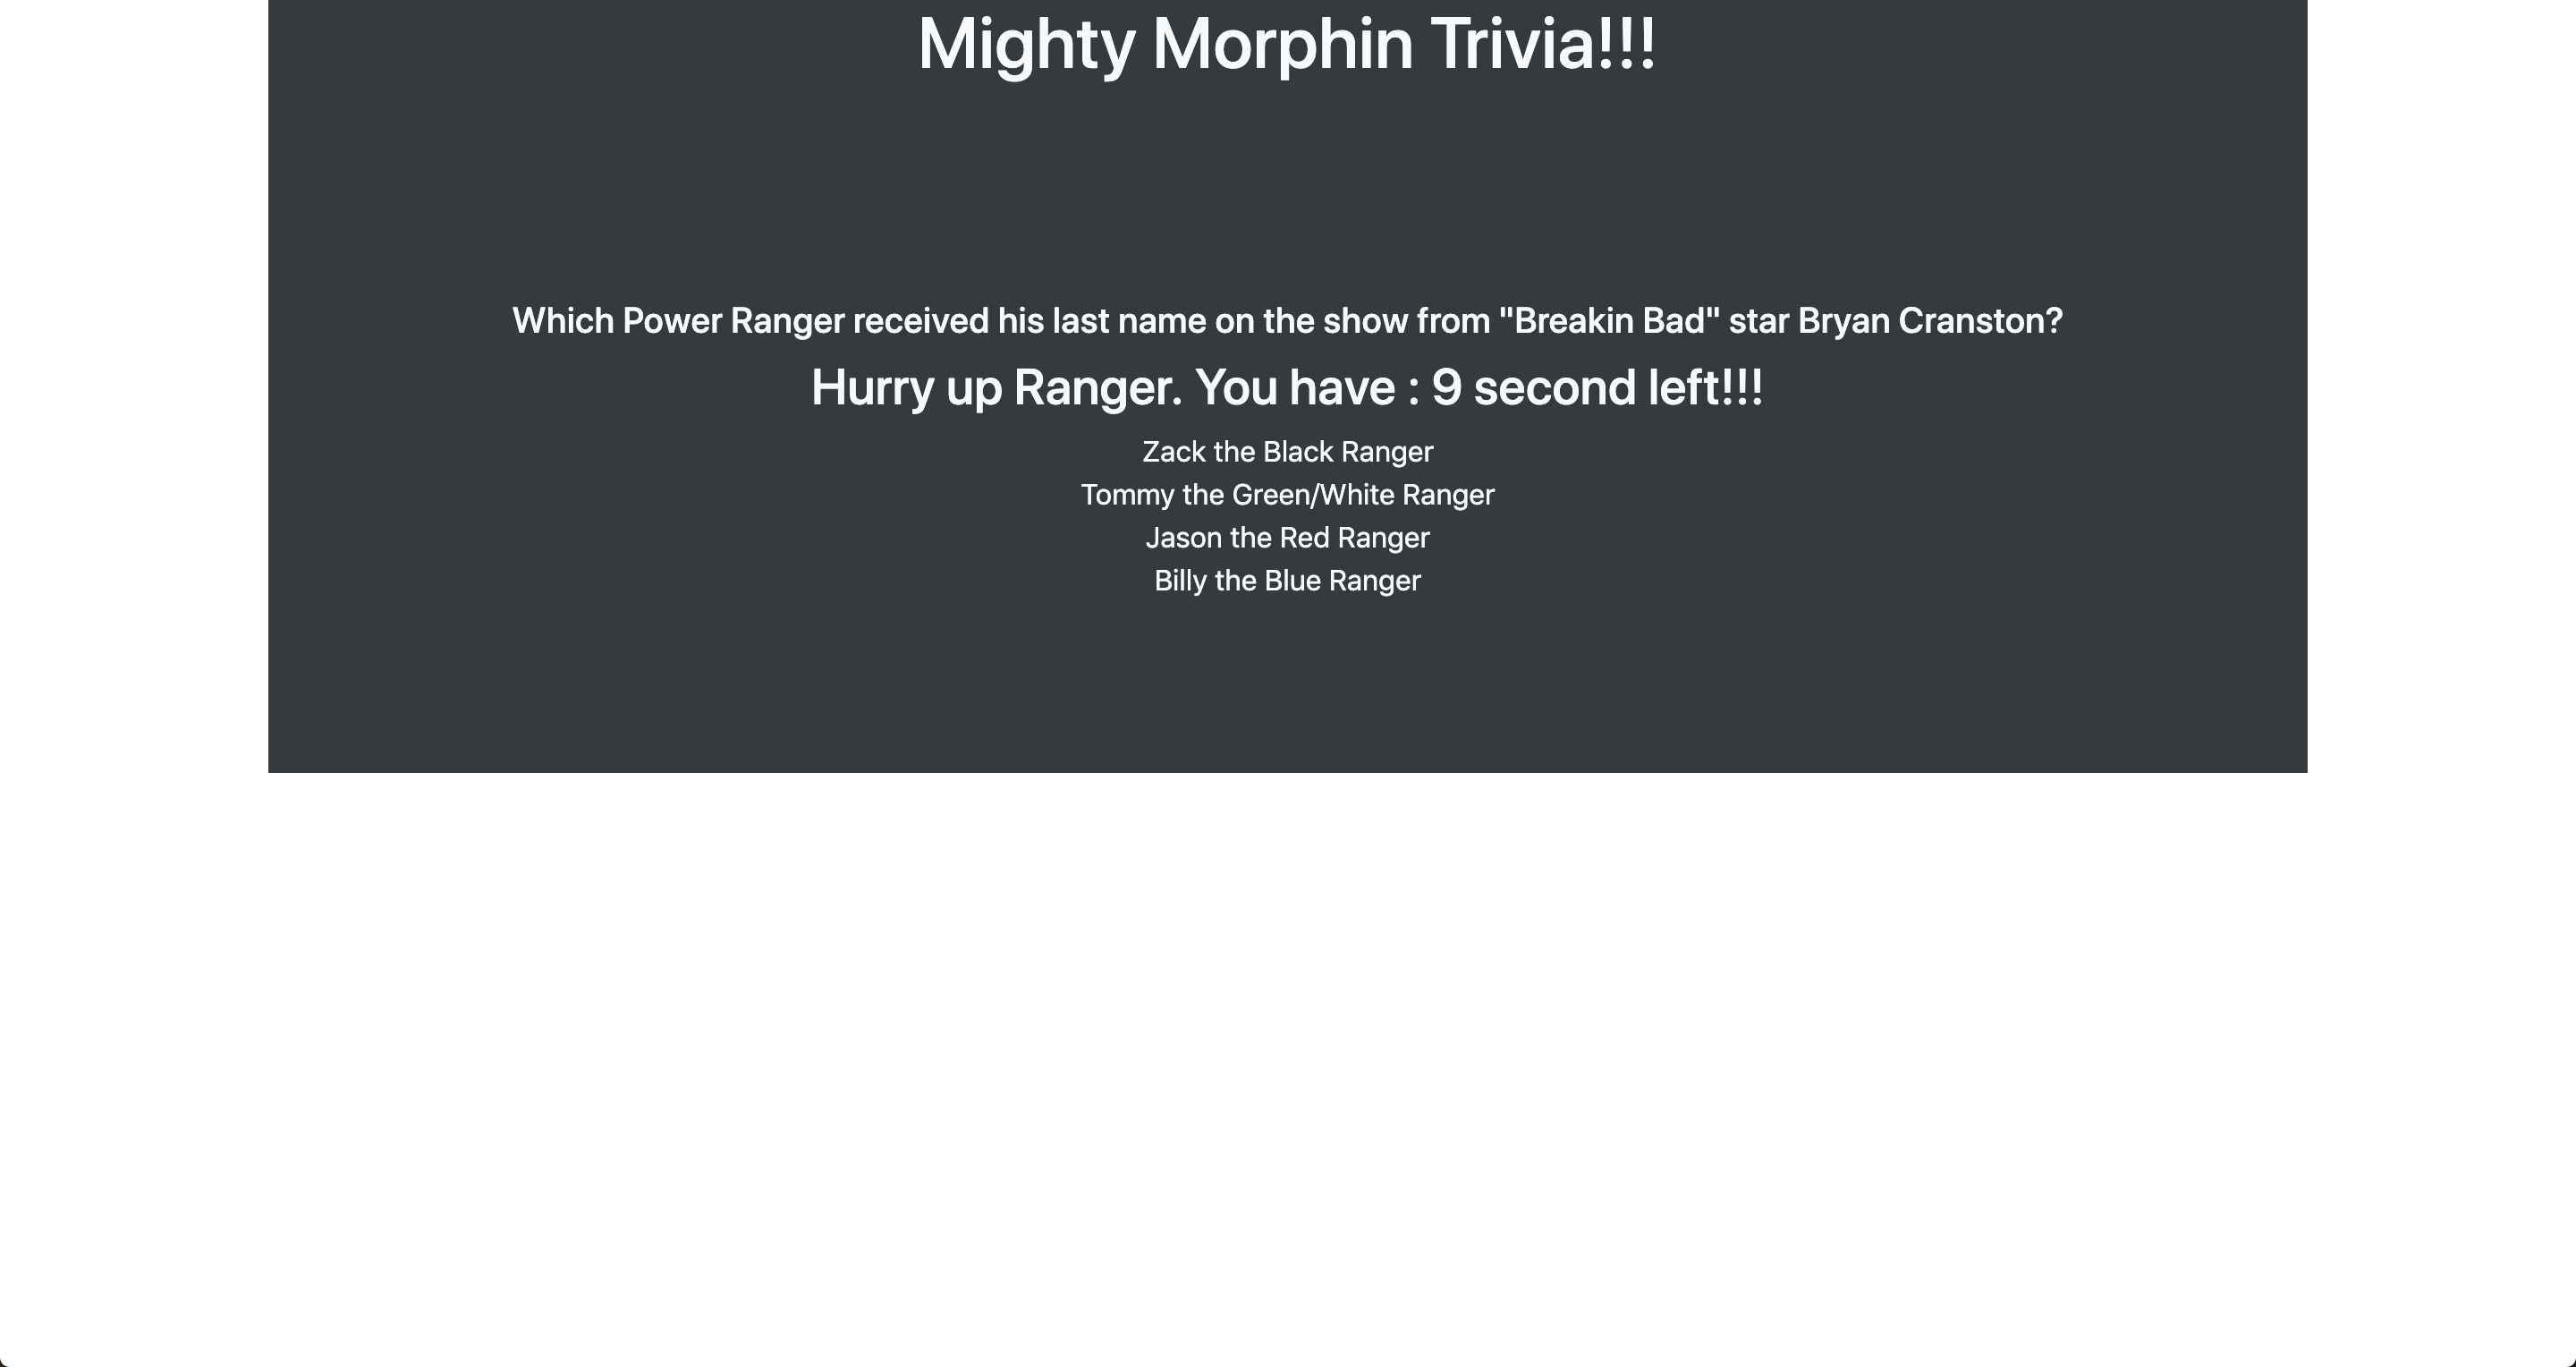 Mighty Morphin Trivia!!!
Which Power Ranger received his last name on the show from "Breakin Bad" star Bryan Cranston?
Hurry up Ranger. You have : 9 second left!!!
Zack the Black Ranger
Tommy the Green/White Ranger
Jason the Red Ranger
Billy the Blue Ranger